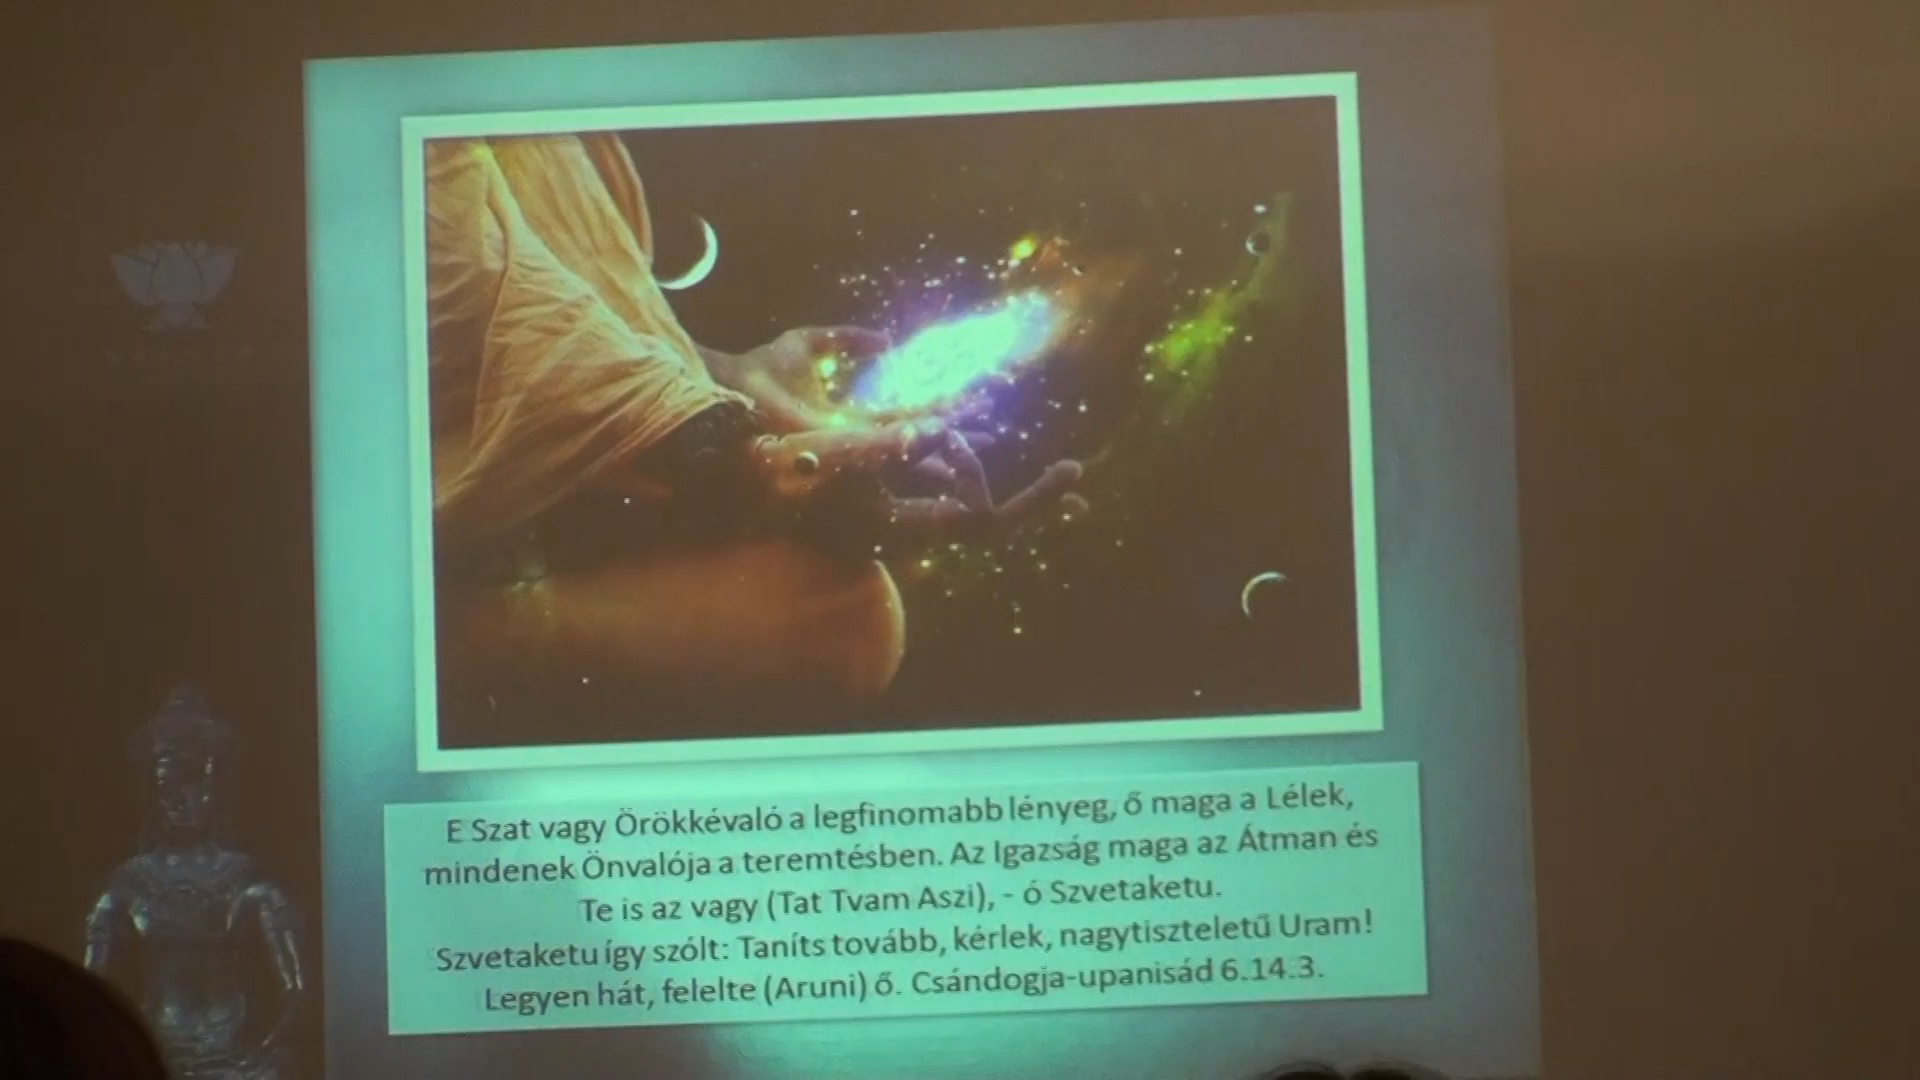 E Szat vagy Örökkévaló a legfinomabb lényeg, ő maga a Lélek,
mindenek Önvalója a teremtésben. Az Igazság maga az Átman és
Te is az vagy (Tat Tvam Aszi), - ó Szvetaketu.
Szvetaketu így szólt: Taníts tovább, kérlek, nagytiszteletű Uram!
Legyen hát, felelte (Aruni) ő. Csándogja-upanisád 6.14.3.